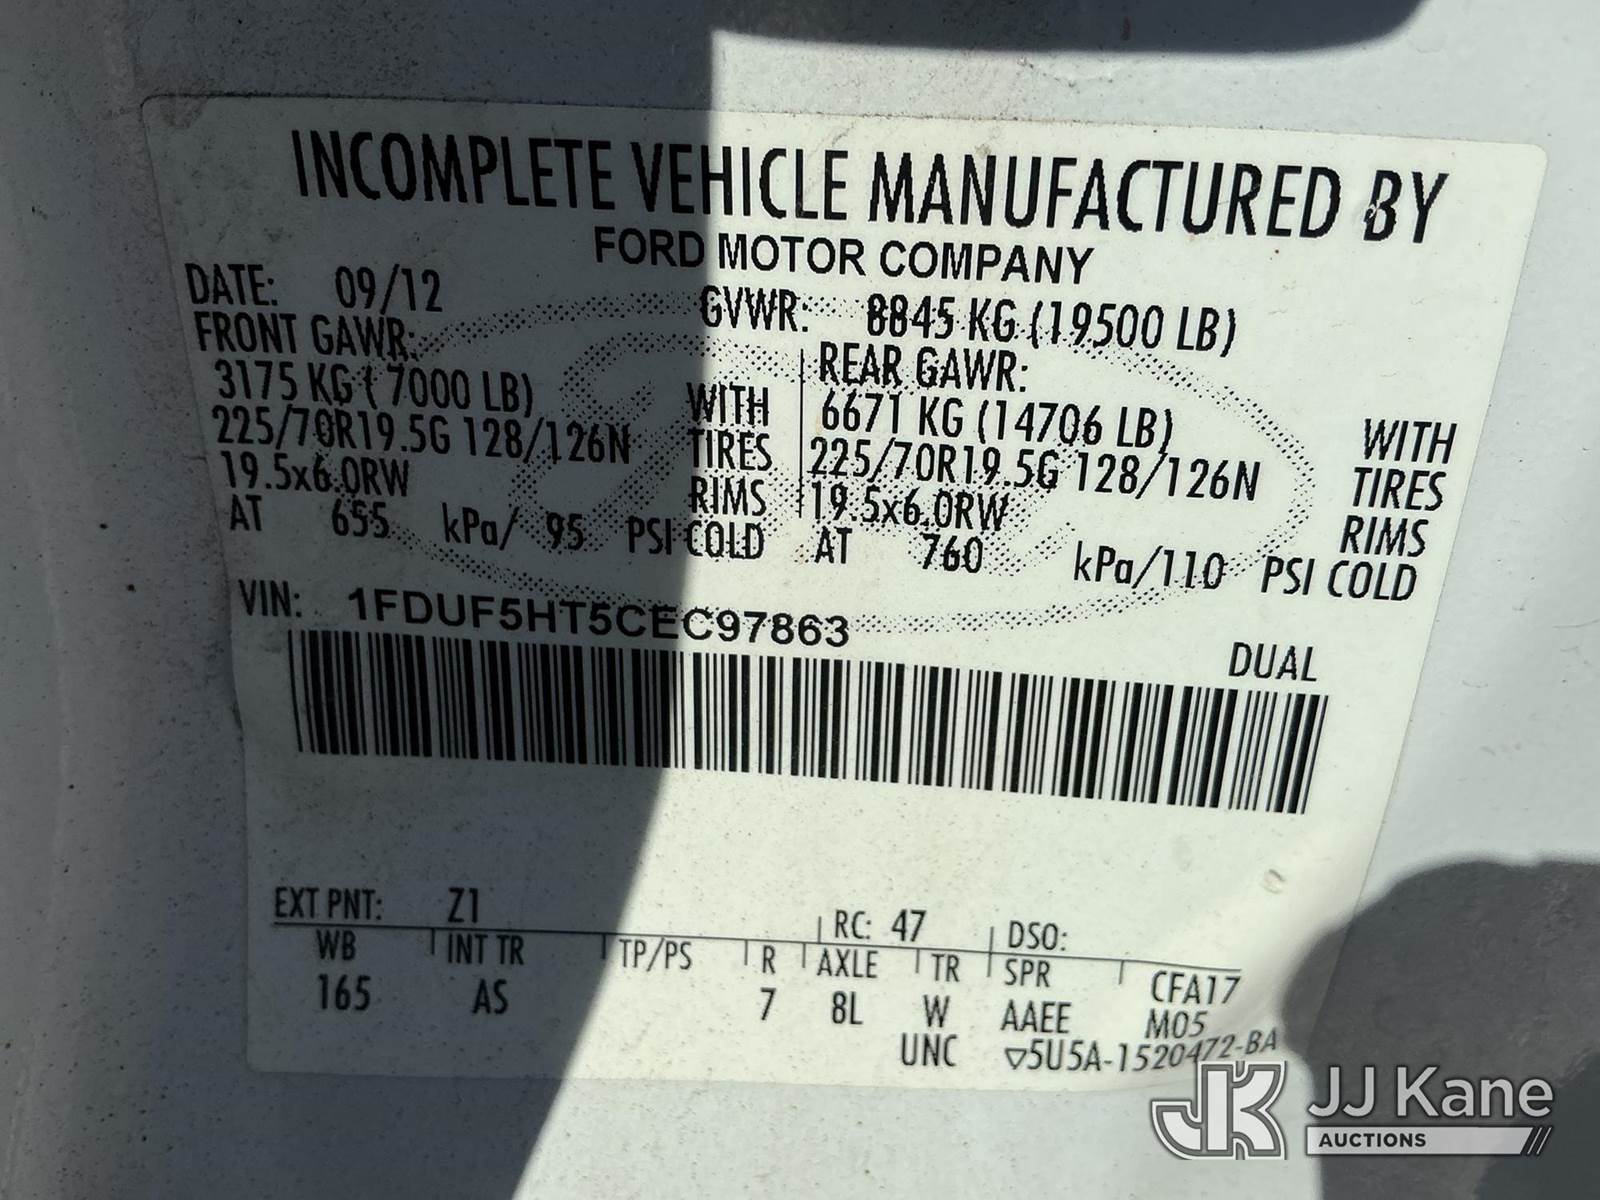 INCOMPLETE VEHICLE MANUFACTURED BY
FORD MOTOR COMPANY
DATE: 09/12 GVWR: 8845 KG (19500 LB)
FRONT GAWR: REAR GAWR:
3175 KG ( 7000 LB) WITH 6671 KG (14706 LB) WITH
225/70R19.5G 128/126N TIRES 225/70R19.5G 128/126N TIRES
19.5x6.0RW RIMS 19.5x6.0RW RIMS
AT 655 kPa/ 95 PSI COLD AT 760 kPa/110 PSI COLD
VIN: 1FDUF5HT5CEC97863
DUAL
EXT PNT: Z1 RC: 47 DSO:
WB INT TR TP/PS R AXLE TR SPR CFA17
165 AS 7 8L W AAEE M05
UNC ▽5U5A-1520472-BA
JK JJ Kane
AUCTIONS